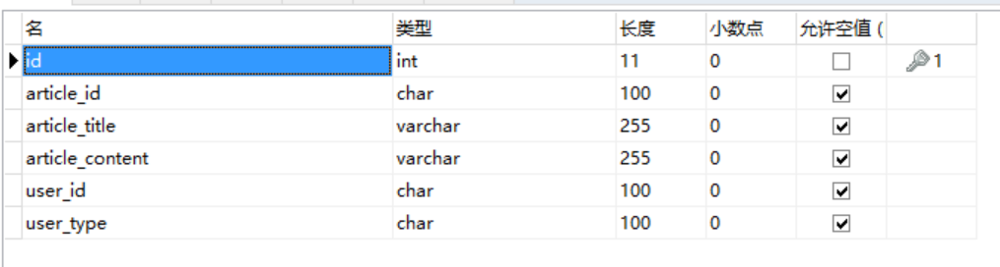 名 类型 长度 小数点 允许空值 (
id int 11 0 1
article_id char 100 0
article_title varchar 255 0
article_content varchar 255 0
user_id char 100 0
user_type char 100 0